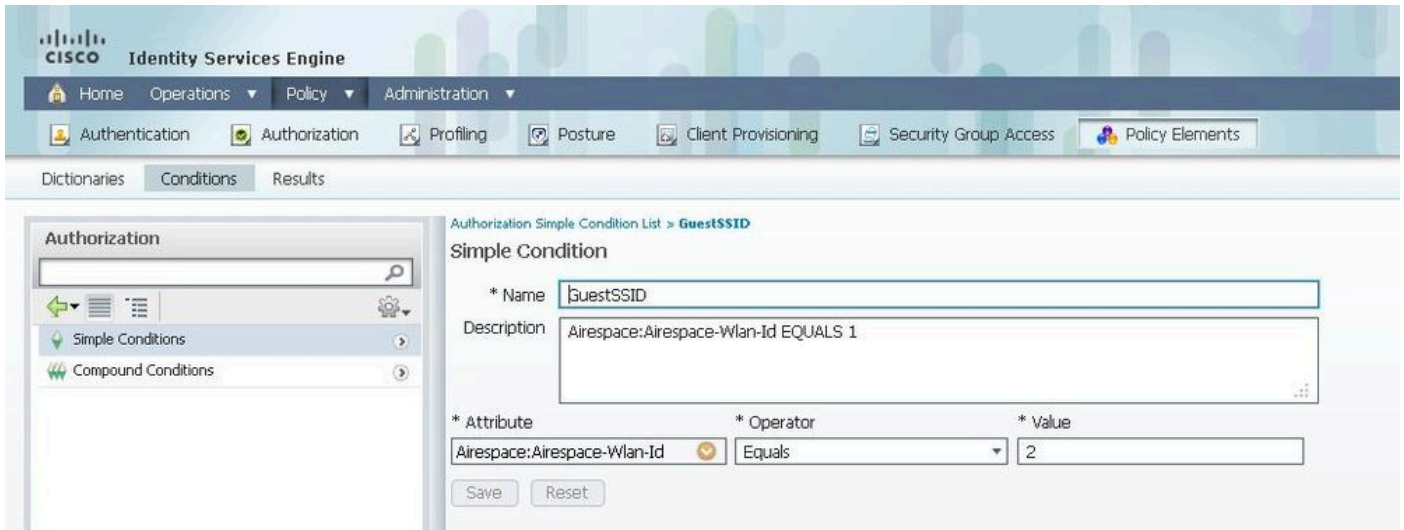 CISCO Identity Services Engine
Home Operations Policy Administration
Authentication Authorization Profiling Posture Client Provisioning Security Group Access Policy Elements
Dictionaries Conditions Results
Authorization
Simple Conditions
Compound Conditions
Authorization Simple Condition List > GuestSSID
Simple Condition
* Name GuestSSID
Description Airespace:Airespace-Wlan-Id EQUALS 1
* Attribute * Operator * Value
Airespace:Airespace-Wlan-Id Equals 2
Save Reset